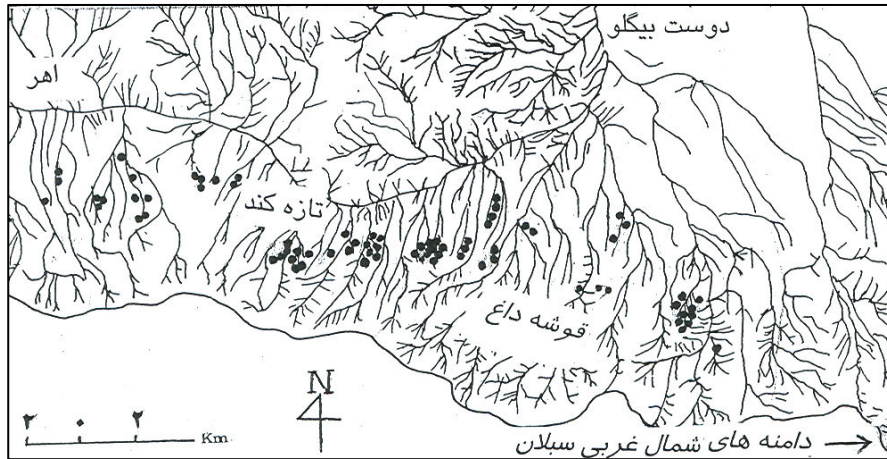 دوست بیگلو
اهر
تازه کند
قوشه داغ
N
۲ ۰ ۲
Km
دامنه های شمال غربی سبلان